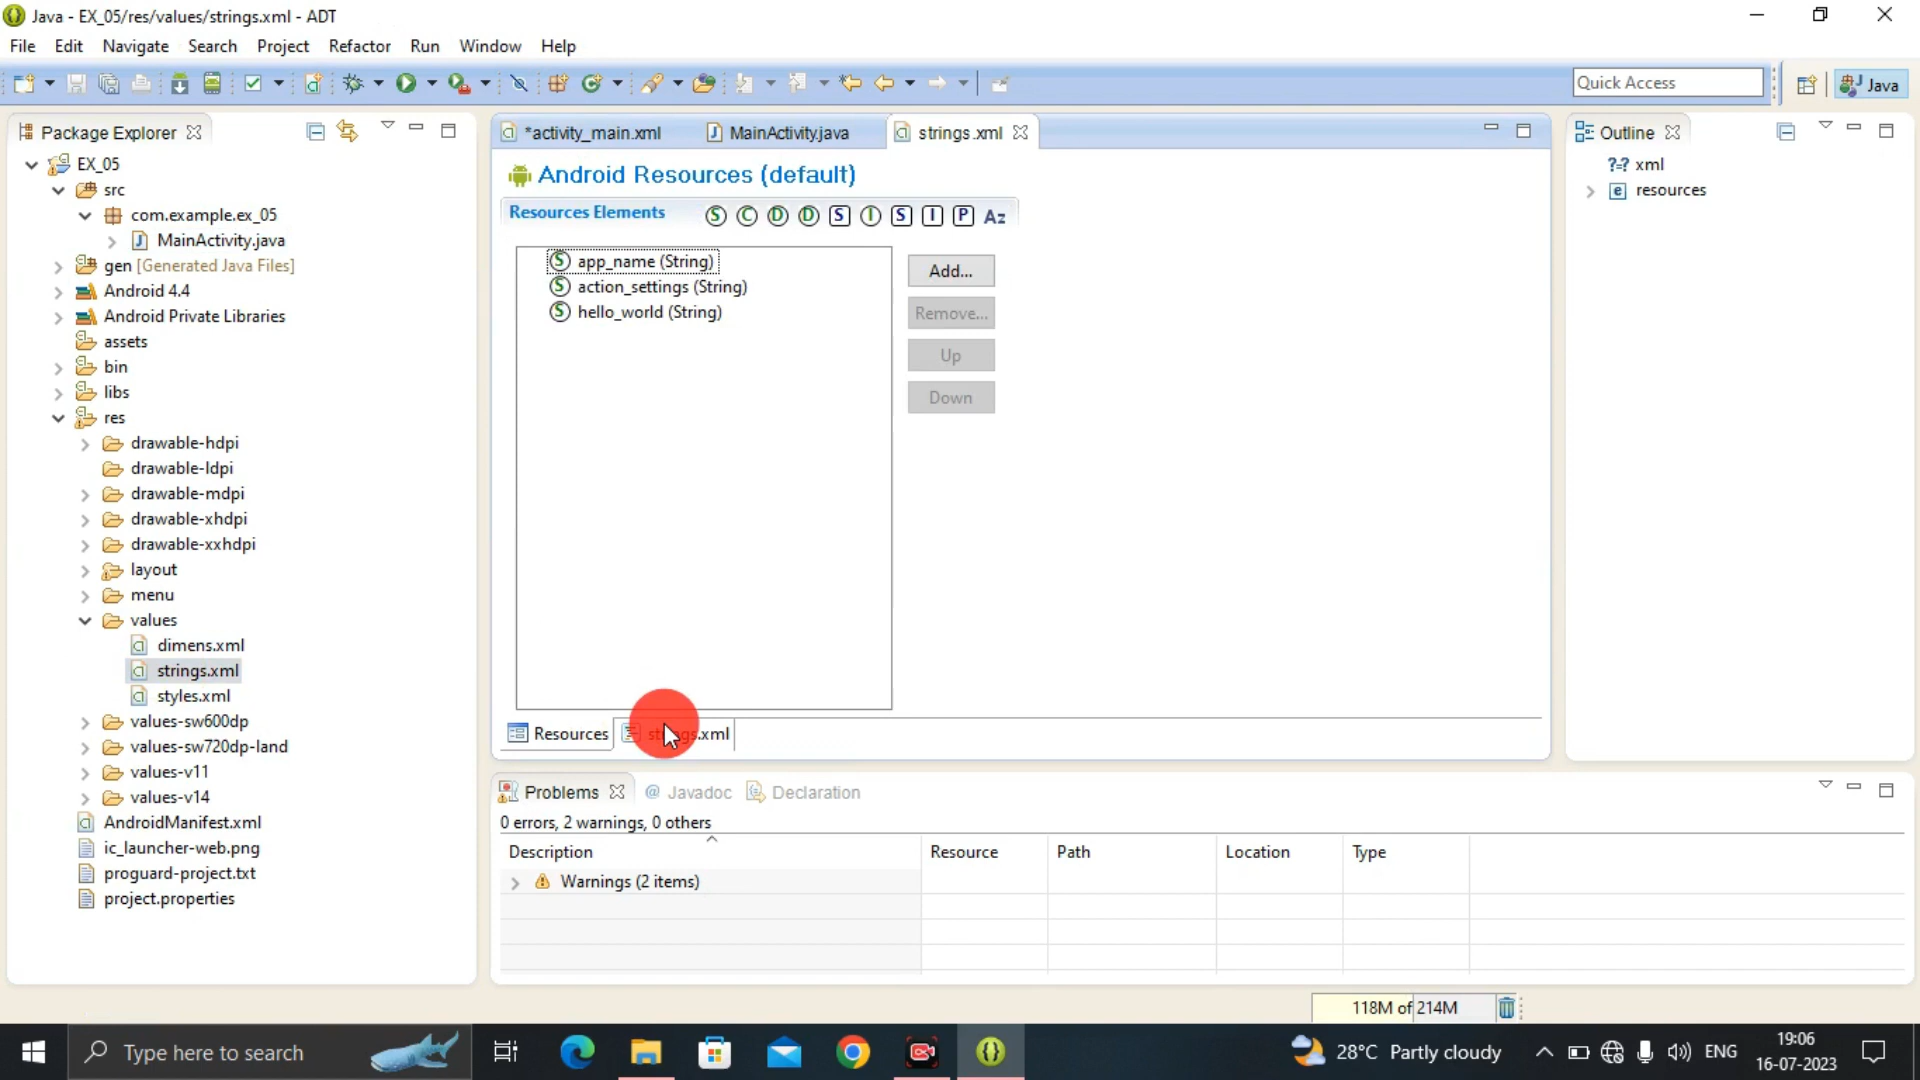 Java - EX_05/res/values/strings.xml - ADT
File Edit Navigate Search Project Refactor Run Window Help
Quick Access
Java
Package Explorer
EX_05
src
com.example.ex_05
MainActivity.java
gen [Generated Java Files]
Android 4.4
Android Private Libraries
assets
bin
libs
res
drawable-hdpi
drawable-ldpi
drawable-mdpi
drawable-xhdpi
drawable-xxhdpi
layout
menu
values
dimens.xml
strings.xml
styles.xml
values-sw600dp
values-sw720dp-land
values-v11
values-v14
AndroidManifest.xml
ic_launcher-web.png
proguard-project.txt
project.properties
*activity_main.xml MainActivity.java strings.xml
Android Resources (default)
Resources Elements S C D D S I S I P Az
S app_name (String)
S action_settings (String)
S hello_world (String)
Add...
Remove...
Up
Down
Resources strings.xml
Outline
?=? xml
e resources
Problems @ Javadoc Declaration
0 errors, 2 warnings, 0 others
Description Resource Path Location Type
Warnings (2 items)
118M of 214M
Type here to search
28°C Partly cloudy
ENG
19:06
16-07-2023